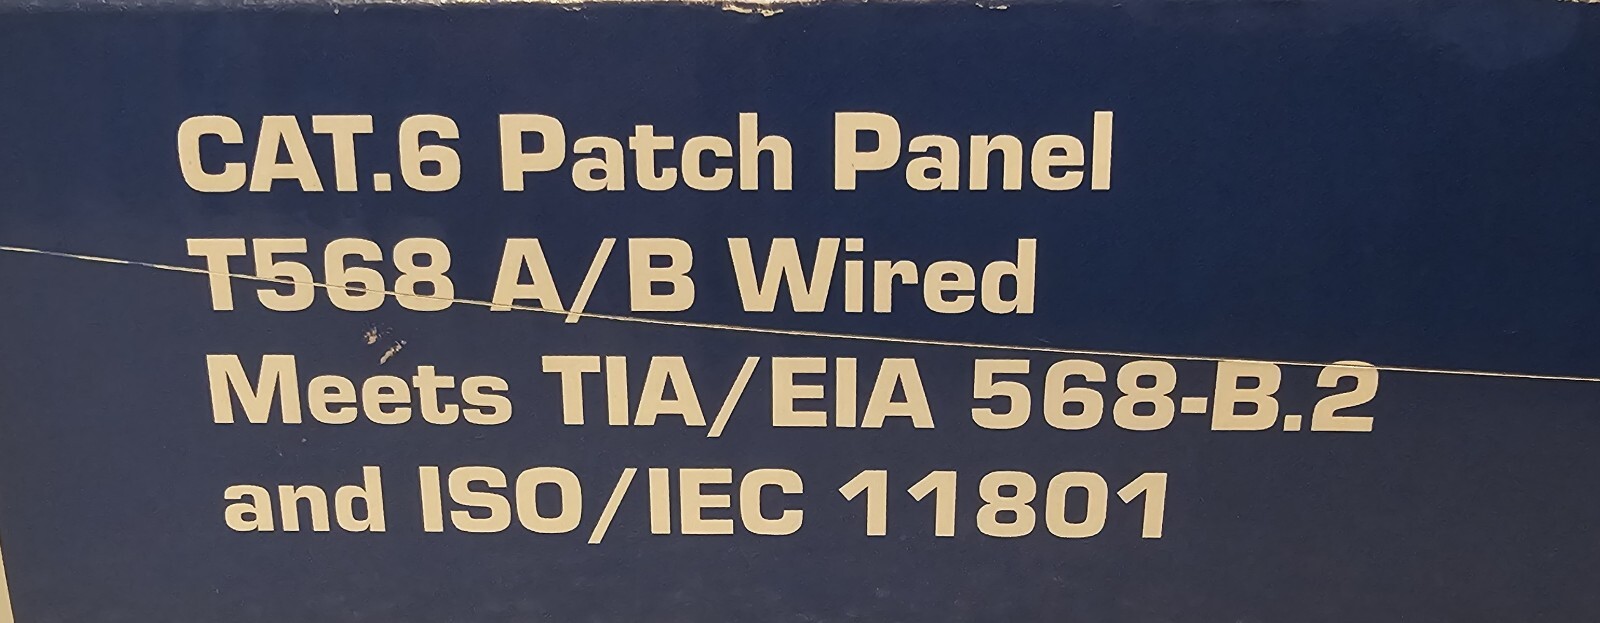 CAT.6 Patch Panel
T568 A/B Wired
Meets TIA/EIA 568-B.2
and ISO/IEC 11801